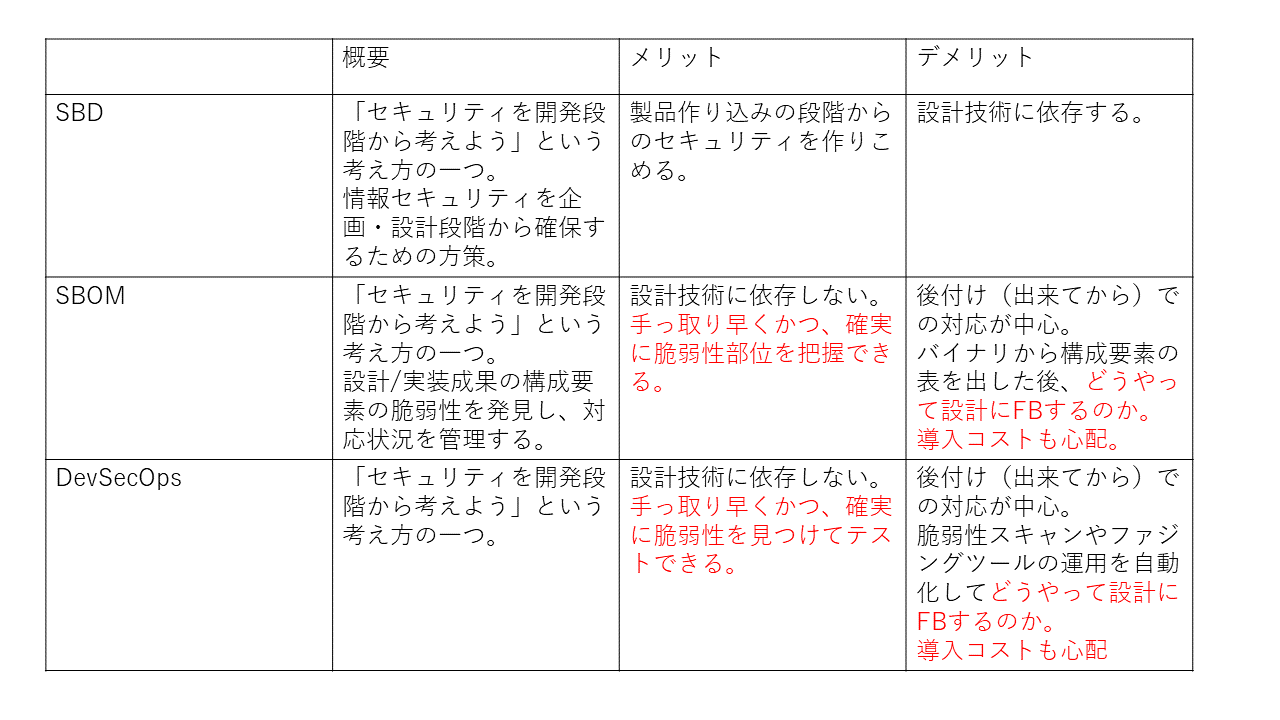 概要
メリット
デメリット
SBD
「セキュリティを開発段
階から考えよう」という
考え方の一つ。
情報セキュリティを企
画・設計段階から確保す
るための方策。
製品作り込みの段階から
のセキュリティを作りこ
める。
設計技術に依存する。
SBOM
「セキュリティを開発段
階から考えよう」という
考え方の一つ。
設計/実装成果の構成要
素の脆弱性を発見し、対
応状況を管理する。
設計技術に依存しない。
手っ取り早くかつ、確実
に脆弱性部位を把握でき
る。
後付け（出来てから）で
の対応が中心。
バイナリから構成要素の
表を出した後、どうやっ
て設計にFBするのか。
導入コストも心配。
DevSecOps
「セキュリティを開発段
階から考えよう」という
考え方の一つ。
設計技術に依存しない。
手っ取り早くかつ、確実
に脆弱性を見つけてテス
トできる。
後付け（出来てから）で
の対応が中心。
脆弱性スキャンやファジ
ングツールの運用を自動
化してどうやって設計に
FBするのか。
導入コストも心配